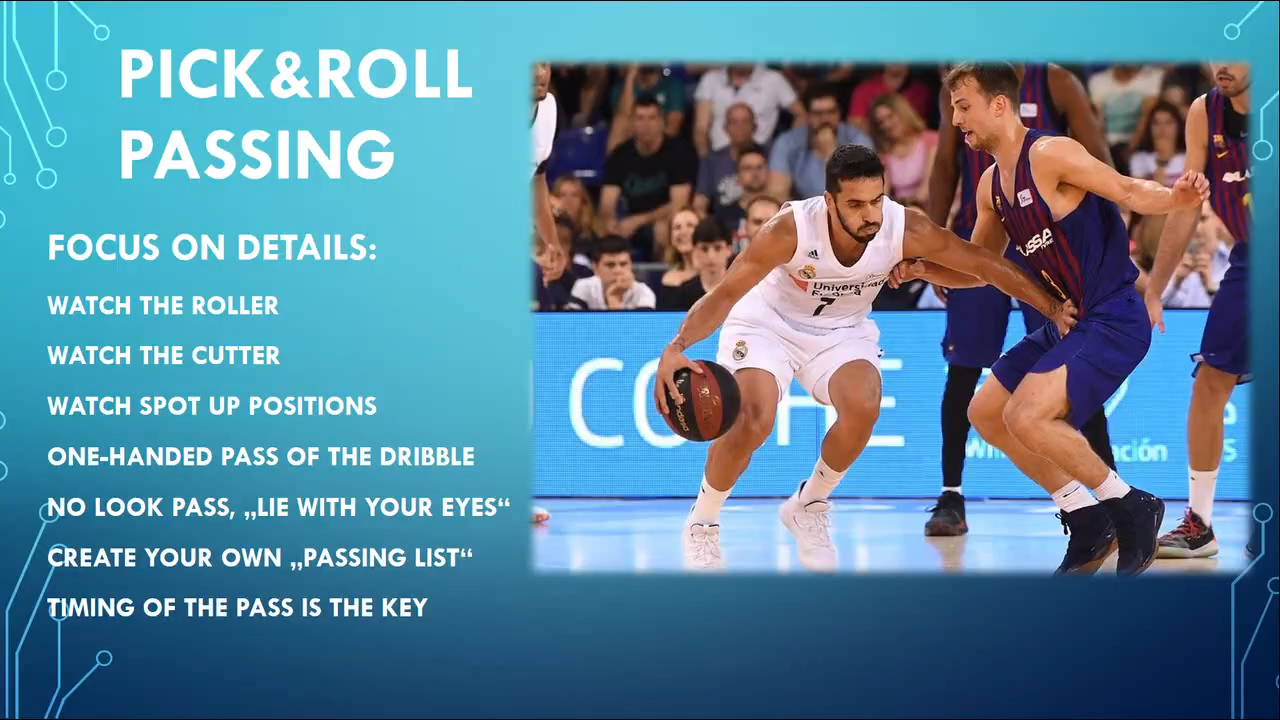 PICK&ROLL
PASSING
FOCUS ON DETAILS:
WATCH THE ROLLER
WATCH THE CUTTER
WATCH SPOT UP POSITIONS
ONE-HANDED PASS OF THE DRIBBLE
NO LOOK PASS, „LIE WITH YOUR EYES“
CREATE YOUR OWN „PASSING LIST“
TIMING OF THE PASS IS THE KEY
7